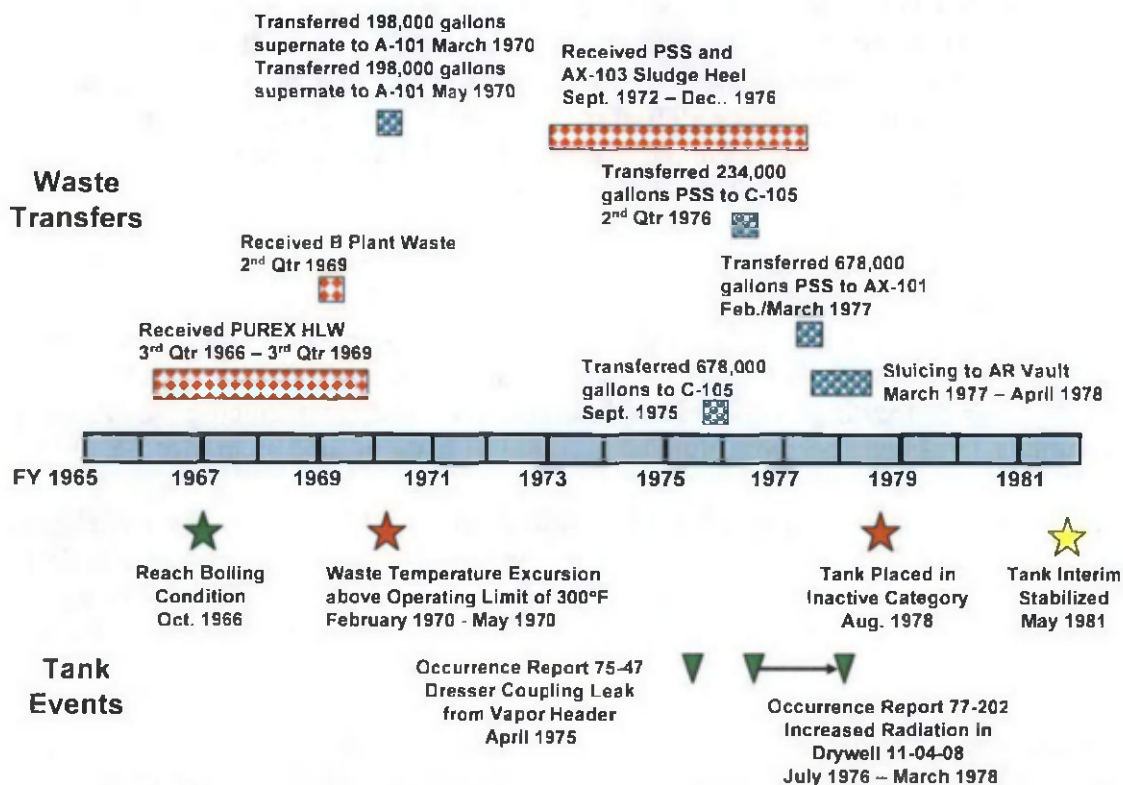 Transferred 198,000 gallons
supernate to A-101 March 1970
Transferred 198,000 gallons
supernate to A-101 May 1970
Received PSS and
AX-103 Sludge Heel
Sept. 1972 – Dec.. 1976
Waste
Transfers
Transferred 234,000
gallons PSS to C-105
2nd Qtr 1976
Received B Plant Waste
2nd Qtr 1969
Transferred 678,000
gallons PSS to AX-101
Feb./March 1977
Received PUREX HLW
3rd Qtr 1966 – 3rd Qtr 1969
Transferred 678,000
gallons to C-105
Sept. 1975
Sluicing to AR Vault
March 1977 – April 1978
FY 1965 1967 1969 1971 1973 1975 1977 1979 1981
Reach Boiling
Condition
Oct. 1966
Waste Temperature Excursion
above Operating Limit of 300°F
February 1970 - May 1970
Tank Placed in
Inactive Category
Aug. 1978
Tank Interim
Stabilized
May 1981
Tank
Events
Occurrence Report 75-47
Dresser Coupling Leak
from Vapor Header
April 1975
Occurrence Report 77-202
Increased Radiation in
Drywell 11-04-08
July 1976 – March 1978